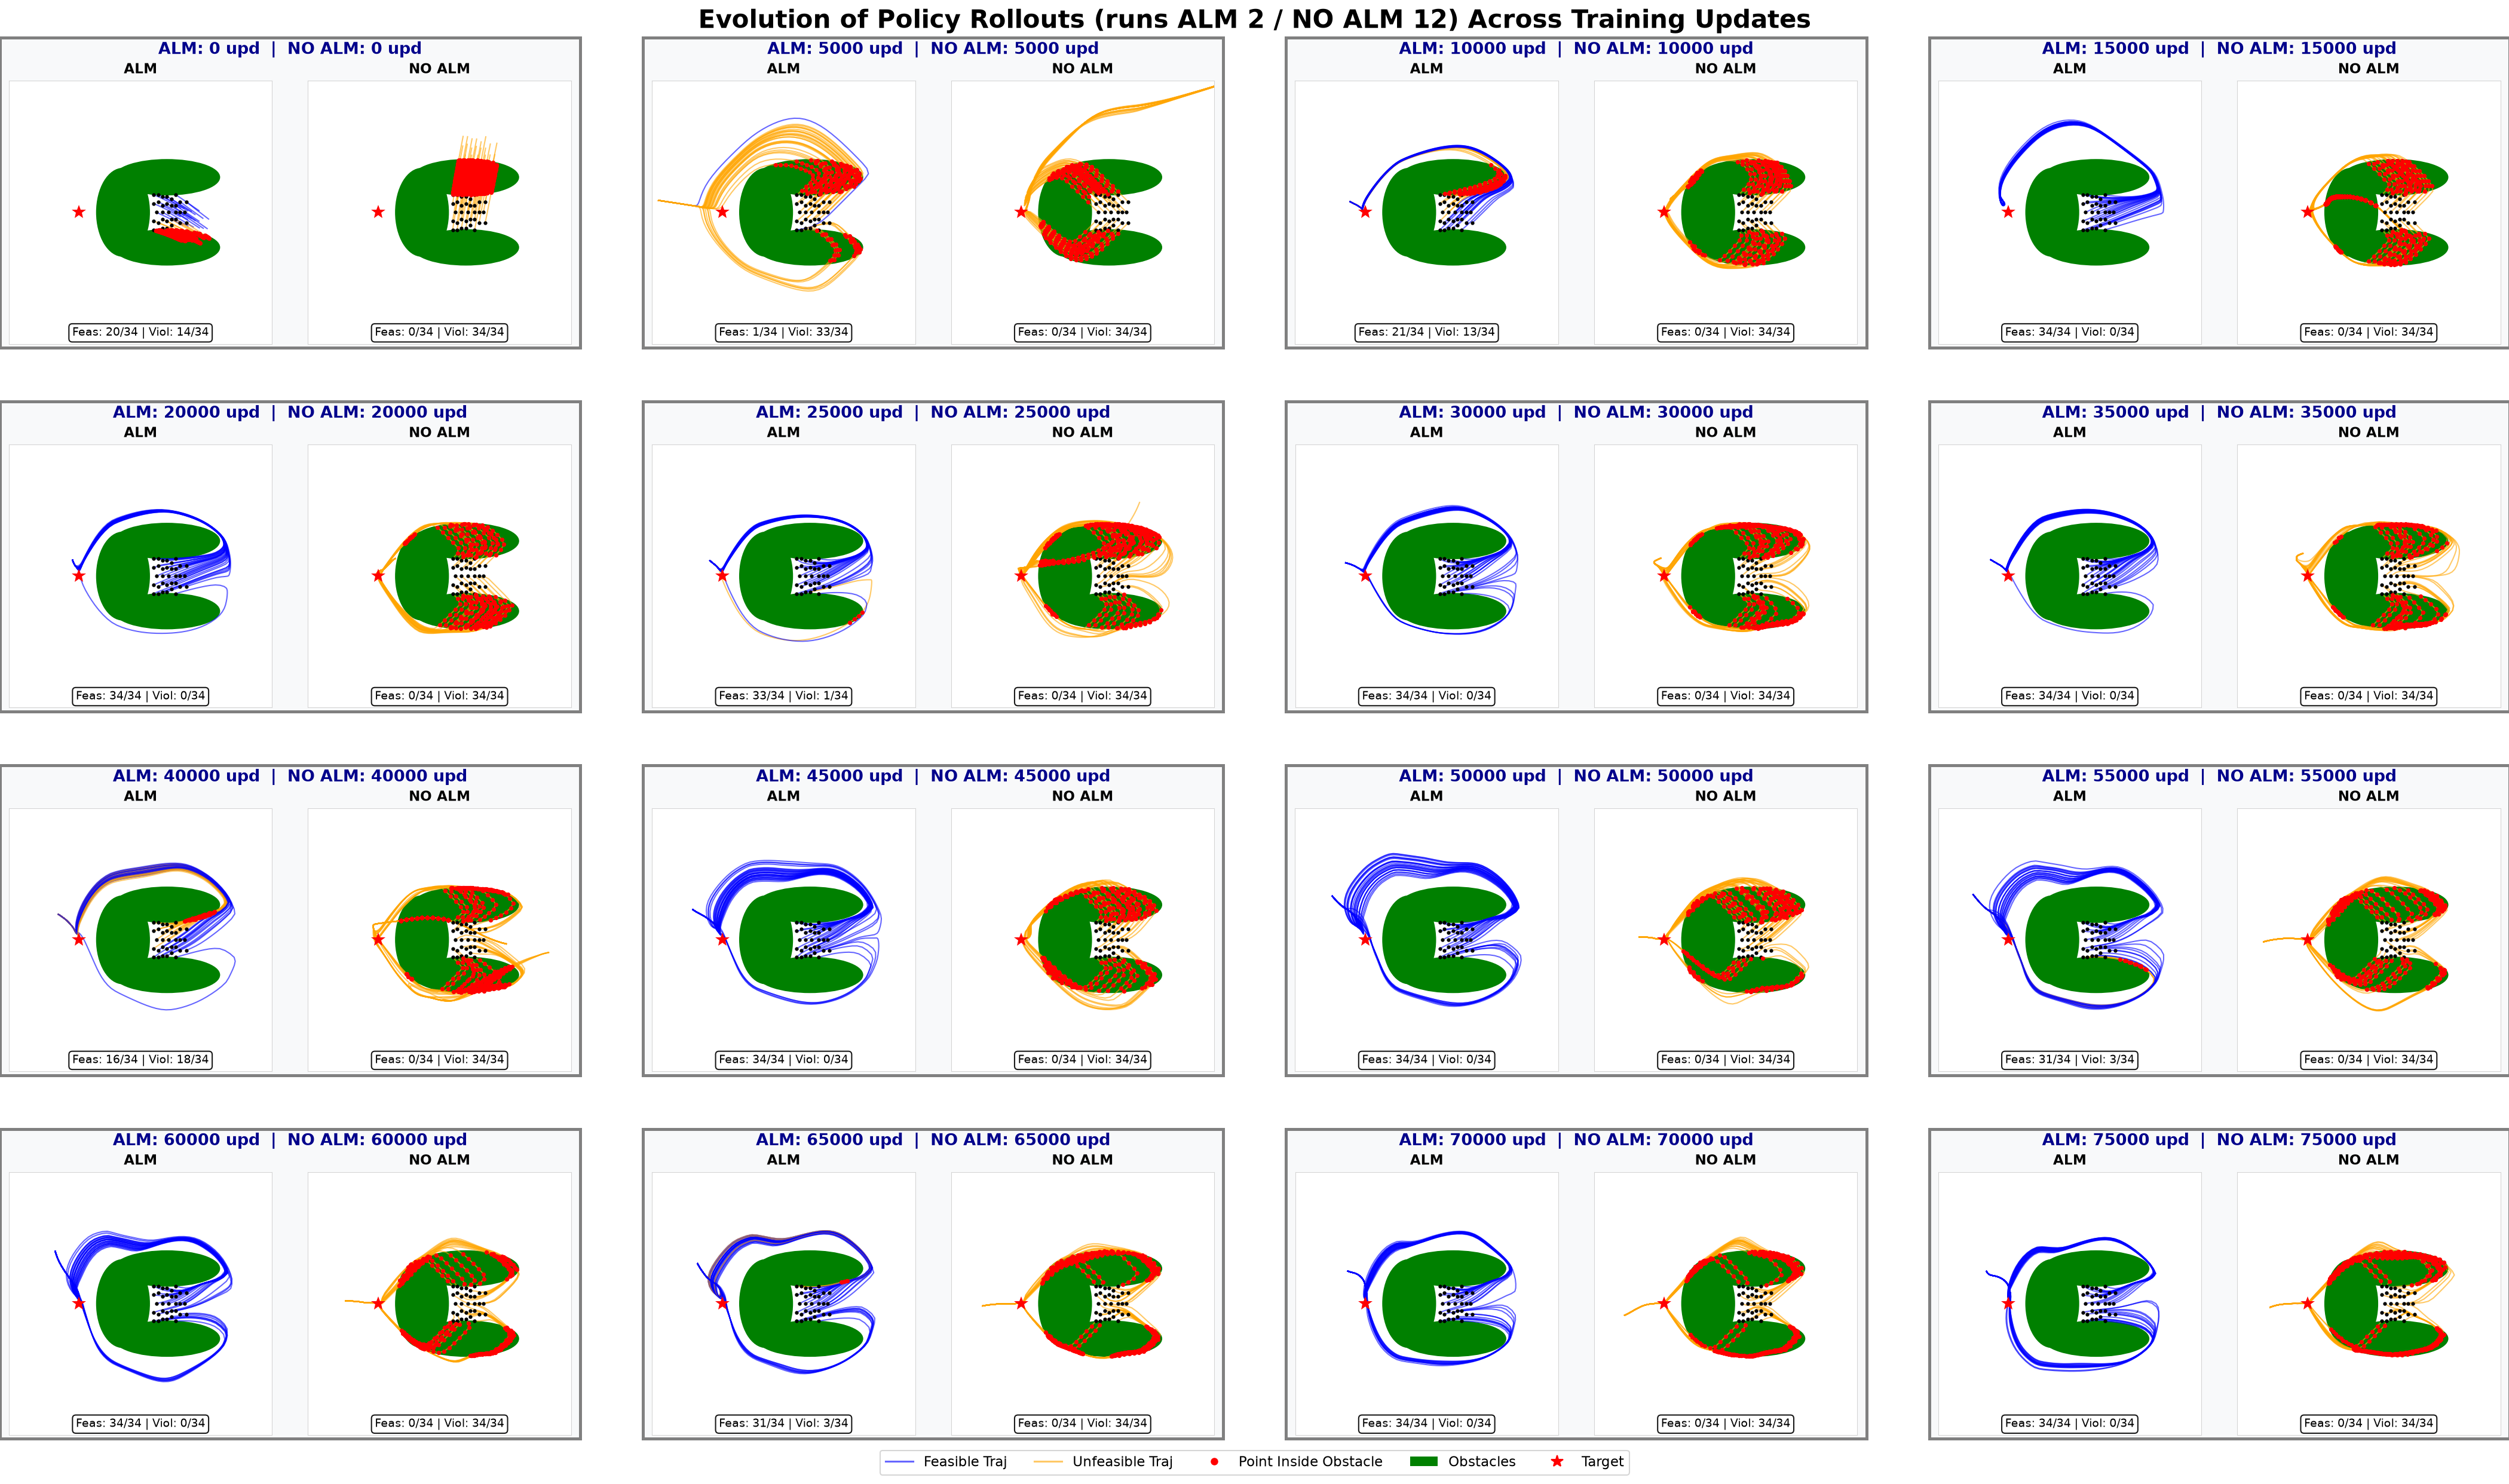 Evolution of Policy Rollouts (runs ALM 2 / NO ALM 12) Across Training Updates
ALM: 0 upd | NO ALM: 0 upd
ALM
NO ALM
Feas: 20/34 | Viol: 14/34
Feas: 0/34 | Viol: 34/34
ALM: 5000 upd | NO ALM: 5000 upd
ALM
NO ALM
Feas: 1/34 | Viol: 33/34
Feas: 0/34 | Viol: 34/34
ALM: 10000 upd | NO ALM: 10000 upd
ALM
NO ALM
Feas: 21/34 | Viol: 13/34
Feas: 0/34 | Viol: 34/34
ALM: 15000 upd | NO ALM: 15000 upd
ALM
NO ALM
Feas: 34/34 | Viol: 0/34
Feas: 0/34 | Viol: 34/34
ALM: 20000 upd | NO ALM: 20000 upd
ALM
NO ALM
Feas: 34/34 | Viol: 0/34
Feas: 0/34 | Viol: 34/34
ALM: 25000 upd | NO ALM: 25000 upd
ALM
NO ALM
Feas: 33/34 | Viol: 1/34
Feas: 0/34 | Viol: 34/34
ALM: 30000 upd | NO ALM: 30000 upd
ALM
NO ALM
Feas: 34/34 | Viol: 0/34
Feas: 0/34 | Viol: 34/34
ALM: 35000 upd | NO ALM: 35000 upd
ALM
NO ALM
Feas: 34/34 | Viol: 0/34
Feas: 0/34 | Viol: 34/34
ALM: 40000 upd | NO ALM: 40000 upd
ALM
NO ALM
Feas: 16/34 | Viol: 18/34
Feas: 0/34 | Viol: 34/34
ALM: 45000 upd | NO ALM: 45000 upd
ALM
NO ALM
Feas: 34/34 | Viol: 0/34
Feas: 0/34 | Viol: 34/34
ALM: 50000 upd | NO ALM: 50000 upd
ALM
NO ALM
Feas: 34/34 | Viol: 0/34
Feas: 0/34 | Viol: 34/34
ALM: 55000 upd | NO ALM: 55000 upd
ALM
NO ALM
Feas: 31/34 | Viol: 3/34
Feas: 0/34 | Viol: 34/34
ALM: 60000 upd | NO ALM: 60000 upd
ALM
NO ALM
Feas: 34/34 | Viol: 0/34
Feas: 0/34 | Viol: 34/34
ALM: 65000 upd | NO ALM: 65000 upd
ALM
NO ALM
Feas: 31/34 | Viol: 3/34
Feas: 0/34 | Viol: 34/34
ALM: 70000 upd | NO ALM: 70000 upd
ALM
NO ALM
Feas: 34/34 | Viol: 0/34
Feas: 0/34 | Viol: 34/34
ALM: 75000 upd | NO ALM: 75000 upd
ALM
NO ALM
Feas: 34/34 | Viol: 0/34
Feas: 0/34 | Viol: 34/34
Feasible Traj
Unfeasible Traj
Point Inside Obstacle
Obstacles
Target